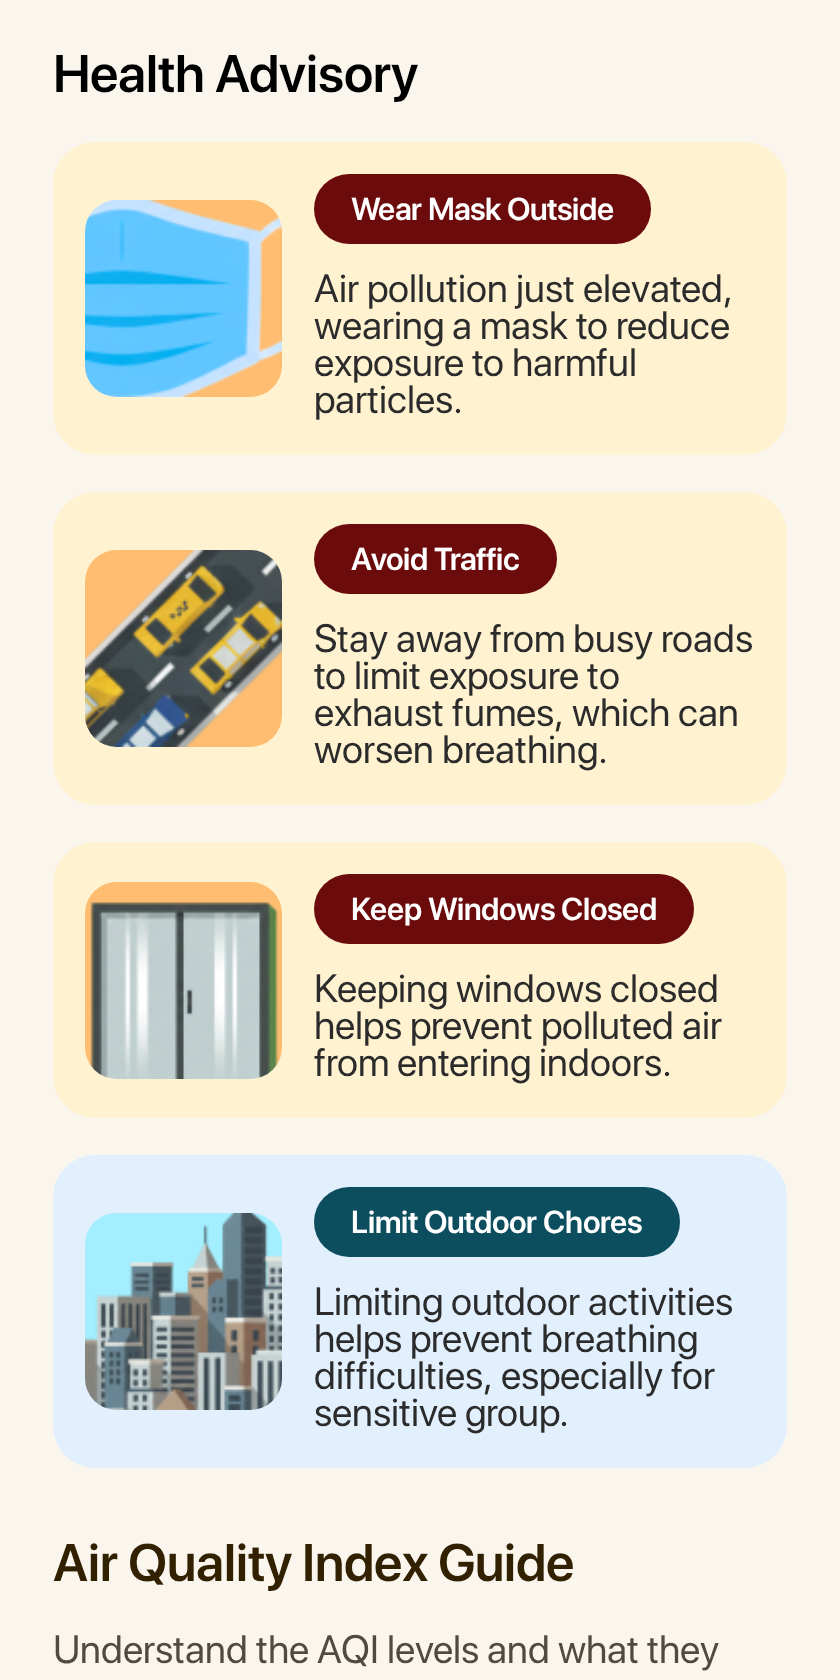 Health Advisory
Wear Mask Outside
Air pollution just elevated,
wearing a mask to reduce
exposure to harmful
particles.
Avoid Traffic
Stay away from busy roads
to limit exposure to
exhaust fumes, which can
worsen breathing.
Keep Windows Closed
Keeping windows closed
helps prevent polluted air
from entering indoors.
Limit Outdoor Chores
Limiting outdoor activities
helps prevent breathing
difficulties, especially for
sensitive group.
Air Quality Index Guide
Understand the AQI levels and what they